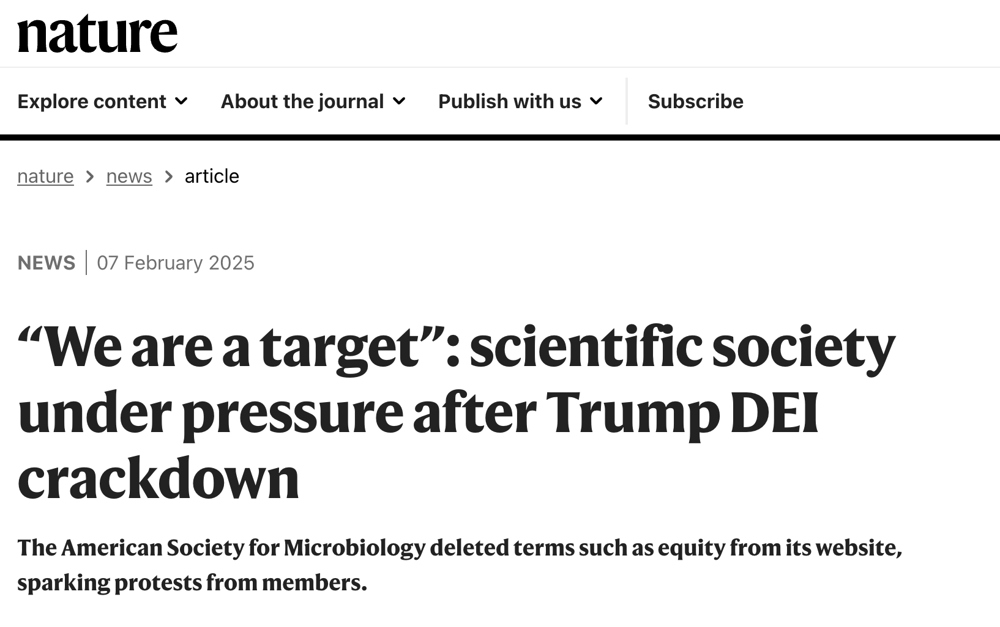 nature
Explore content About the journal Publish with us Subscribe
nature > news > article
NEWS | 07 February 2025
“We are a target”: scientific society
under pressure after Trump DEI
crackdown
The American Society for Microbiology deleted terms such as equity from its website,
sparking protests from members.